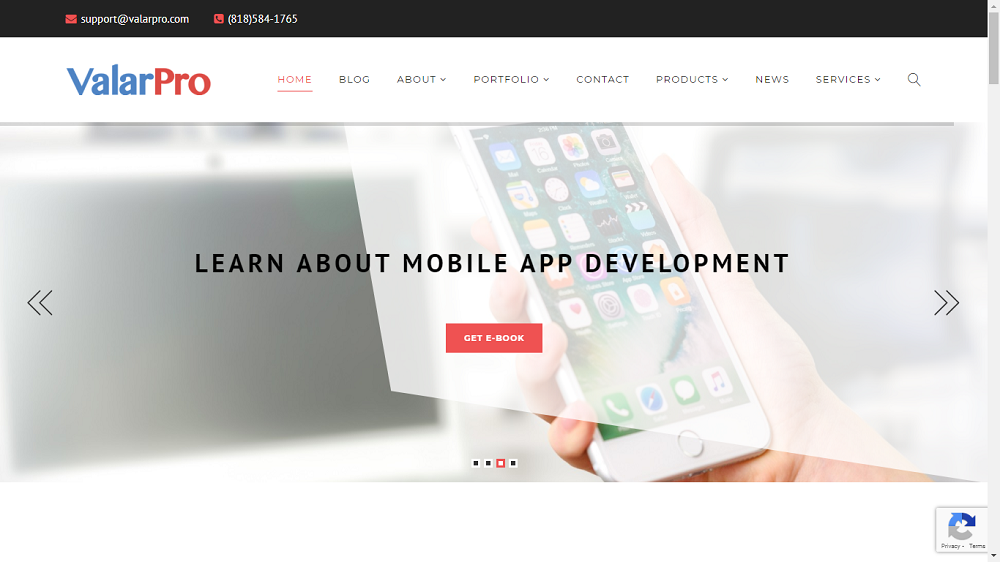 support@valarpro.com (818)584-1765
ValarPro
HOME BLOG ABOUT PORTFOLIO CONTACT PRODUCTS NEWS SERVICES
LEARN ABOUT MOBILE APP DEVELOPMENT
GET E-BOOK
Privacy - Terms